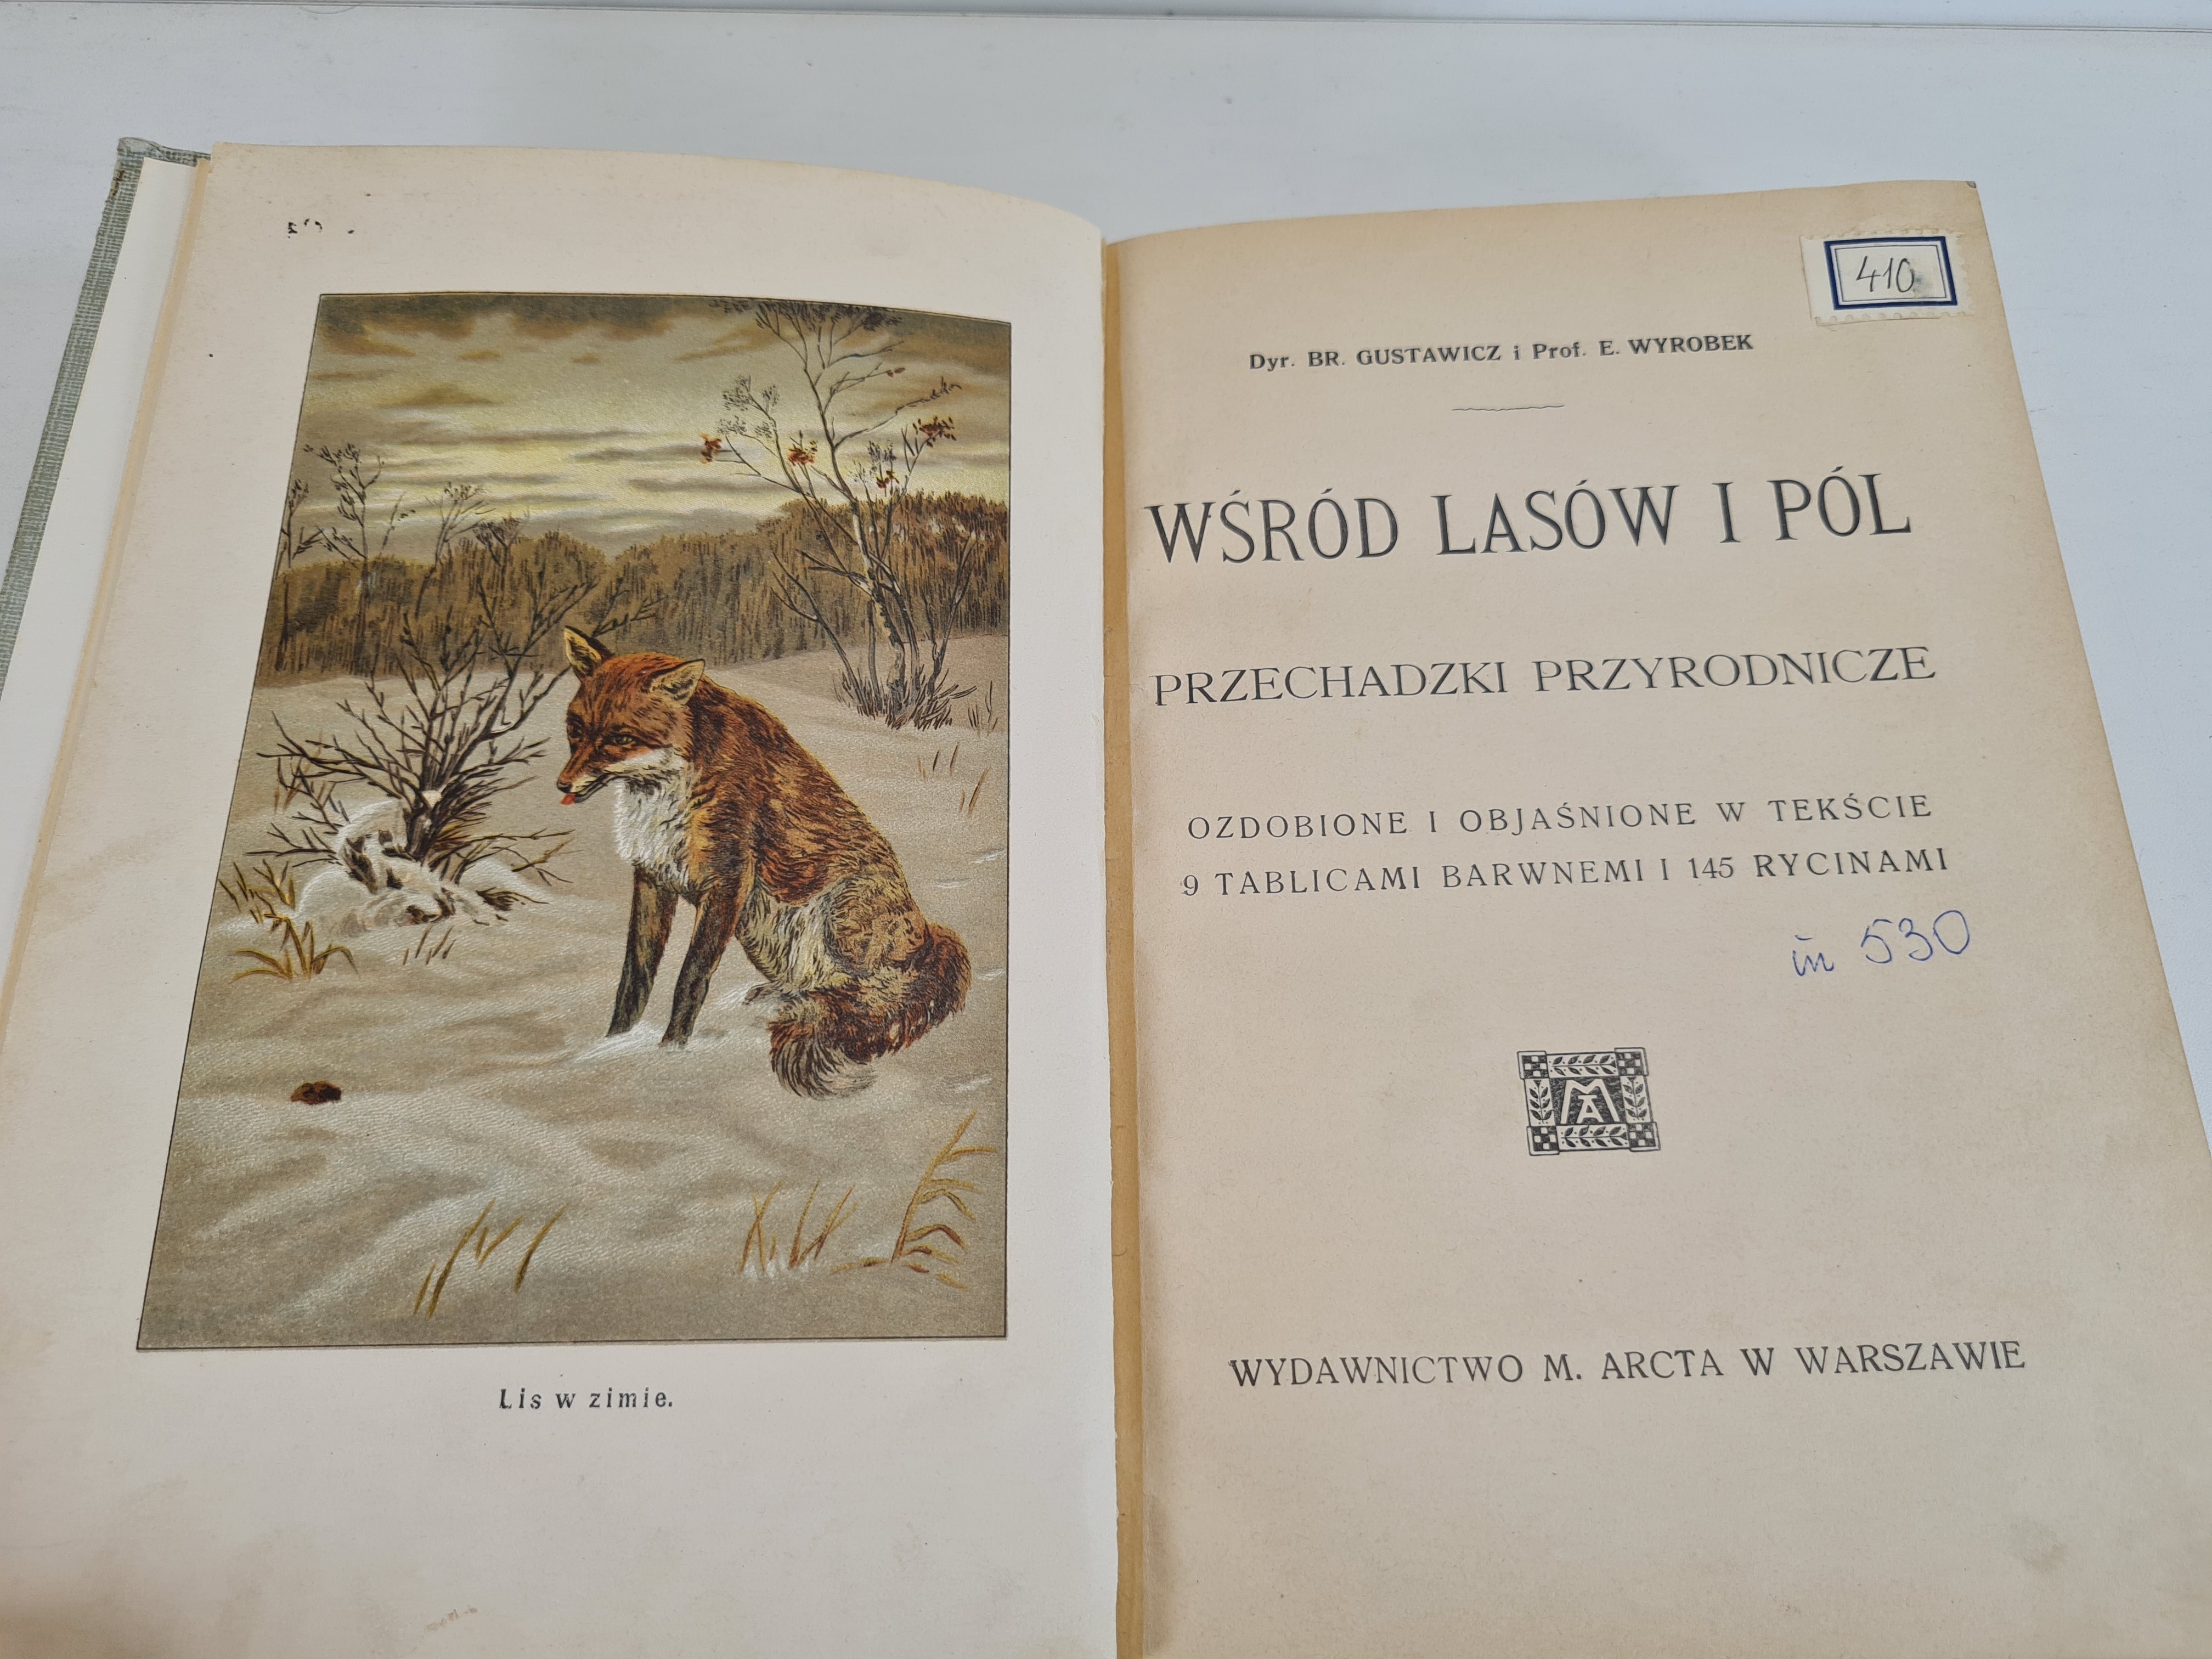 Lis w zimie.
410
Dyr. BR. GUSTAWICZ i Prof. E. WYROBEK
WŚRÓD LASÓW I PÓL
PRZECHADZKI PRZYRODNICZE
OZDOBIONE I OBJAŚNIONE W TEKŚCIE
9 TABLICAMI BARWNEMI I 145 RYCINAMI
530
MA
WYDAWNICTWO M. ARCTA W WARSZAWIE